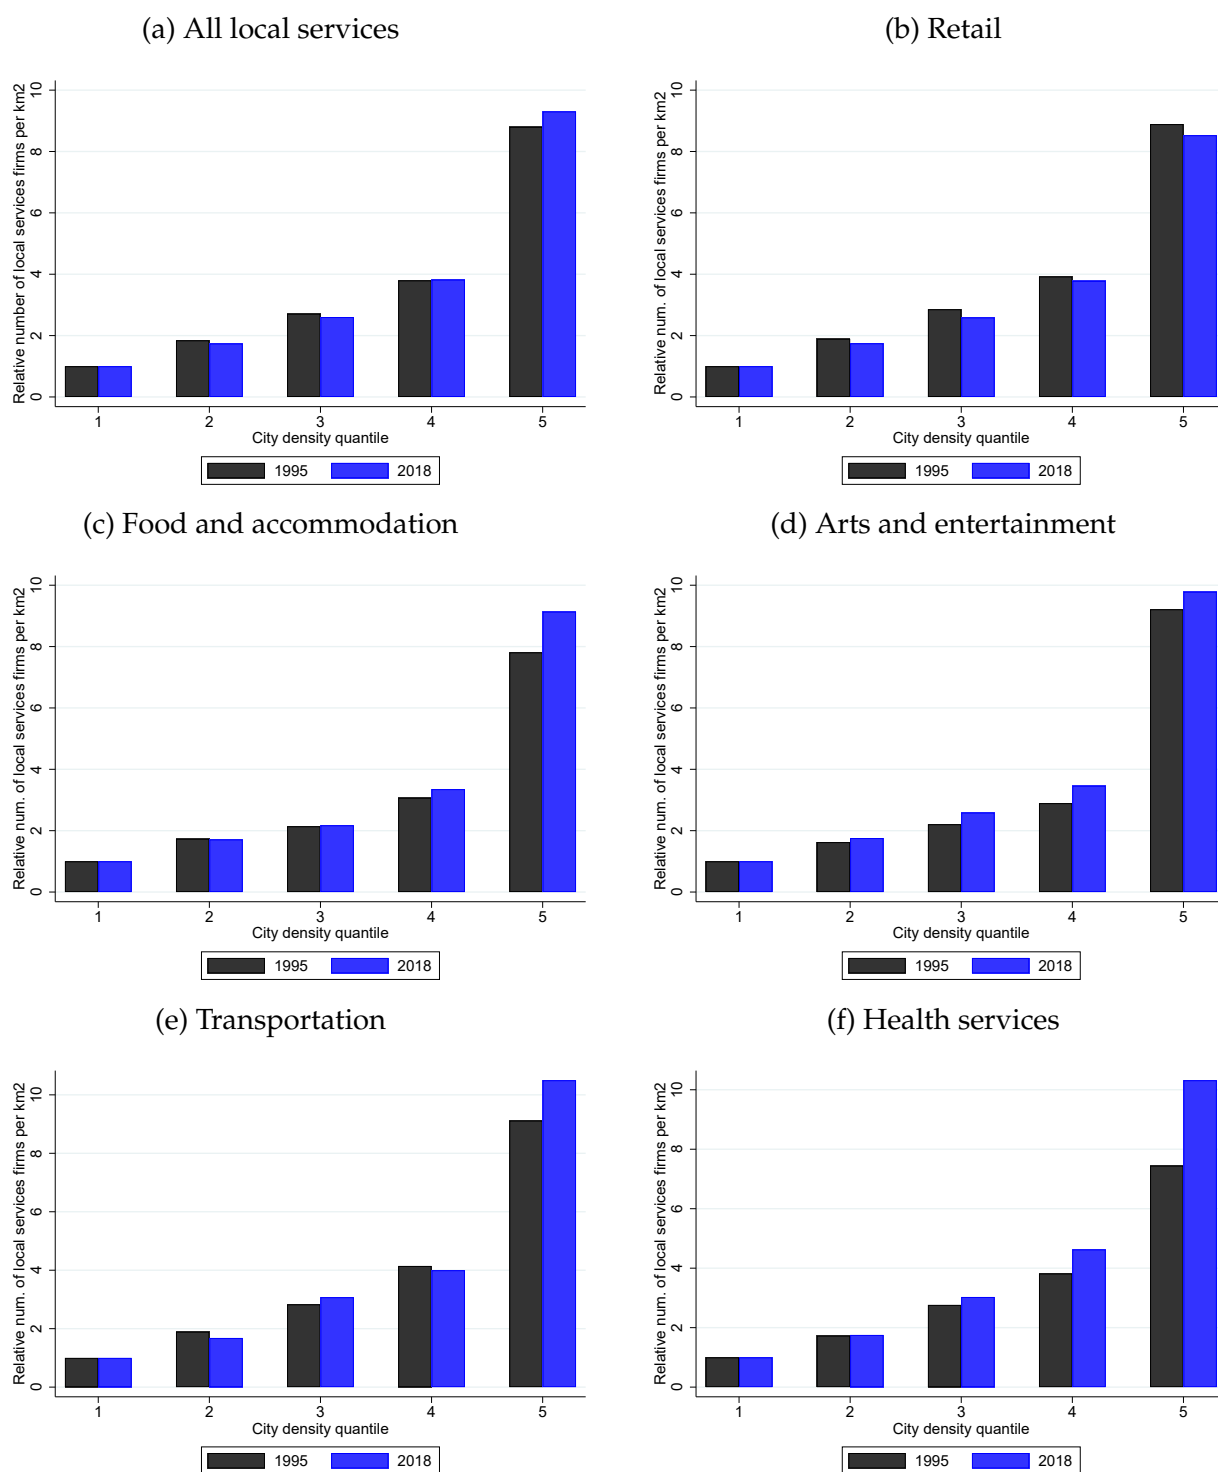 (a) All local services
Relative number of local services firms per km2
0 2 4 6 8 10
1 2 3 4 5
City density quantile
1995 2018
(b) Retail
Relative num. of local services firms per km2
0 2 4 6 8 10
1 2 3 4 5
City density quantile
1995 2018
(c) Food and accommodation
Relative num. of local services firms per km2
0 2 4 6 8 10
1 2 3 4 5
City density quantile
1995 2018
(d) Arts and entertainment
Relative num. of local services firms per km2
0 2 4 6 8 10
1 2 3 4 5
City density quantile
1995 2018
(e) Transportation
Relative num. of local services firms per km2
0 2 4 6 8 10
1 2 3 4 5
City density quantile
1995 2018
(f) Health services
Relative num. of local services firms per km2
0 2 4 6 8 10
1 2 3 4 5
City density quantile
1995 2018